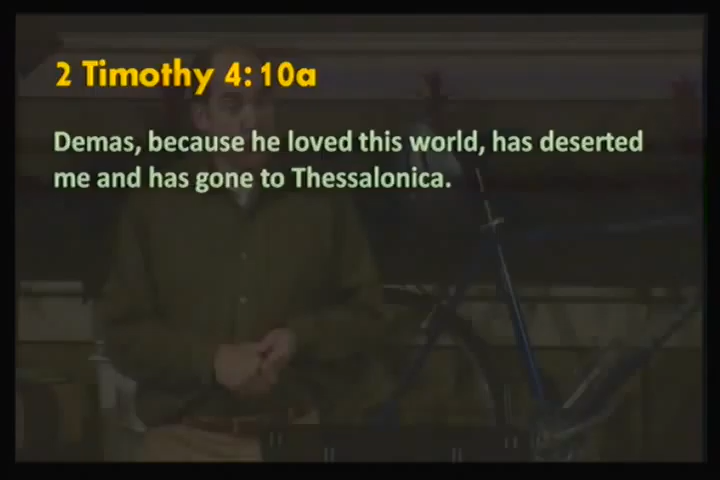 2 Timothy 4:10a
Demas, because he loved this world, has deserted
me and has gone to Thessalonica.